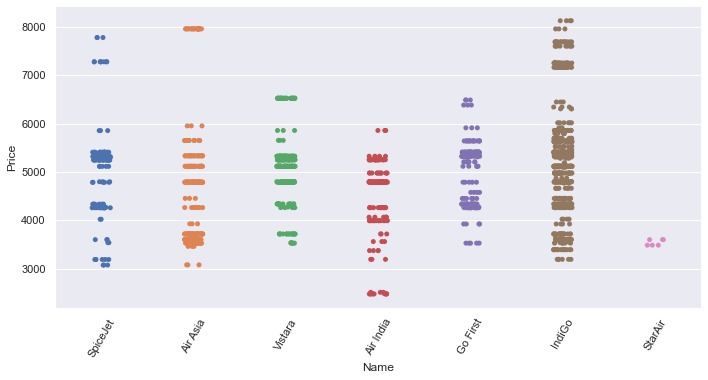 8000
7000
6000
5000
4000
3000
Price
SpiceJet
Air Asia
Vistara
Air India
Go First
IndiGo
StarAir
Name